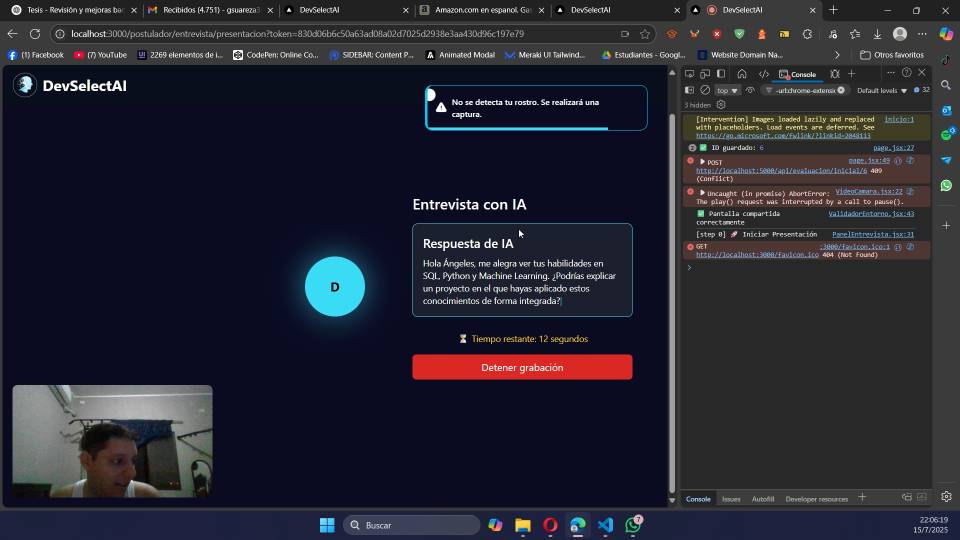 Tesis - Revisión y mejoras bac
Recibidos (4.751) - gsuareza3
DevSelectAI
Amazon.com en espanol. Gas
DevSelectAI
DevSelectAI
localhost:3000/postulador/entrevista/presentacion?token=830d06b6c50a63ad08a02d7025d2938e3aa430d96c197e79
(1) Facebook
(7) YouTube
2269 elementos de i...
CodePen: Online Co...
SIDEBAR: Content P...
Animated Modal
Meraki UI Tailwind...
Estudiantes - Googl...
Website Domain Na...
Otros favoritos
DevSelectAI
No se detecta tu rostro. Se realizará una
captura.
Entrevista con IA
Respuesta de IA
Hola Ángeles, me alegra ver tus habilidades en
SQL, Python y Machine Learning. ¿Podrías explicar
un proyecto en el que hayas aplicado estos
conocimientos de forma integrada?
D
Tiempo restante: 12 segundos
Detener grabación
Console
top
-url:chrome-extensi
Default levels
32
3 hidden
[Intervention] Images loaded lazily and replaced inicio:1
with placeholders. Load events are deferred. See
https://go.microsoft.com/fwlink/?linkid=2048113
2 ID guardado: 6 page.jsx:27
POST page.jsx:49
http://localhost:5000/api/evaluacion/inicial/6 409
(Conflict)
Uncaught (in promise) AbortError: VideoCamara.jsx:22
The play() request was interrupted by a call to pause().
Pantalla compartida ValidadorEntorno.jsx:43
correctamente
[step 0] Iniciar Presentación PanelEntrevista.jsx:31
GET :3000/favicon.ico:1
http://localhost:3000/favicon.ico 404 (Not Found)
Console
Issues
Autofill
Developer resources
Buscar
7
22:06:19
15/7/2025